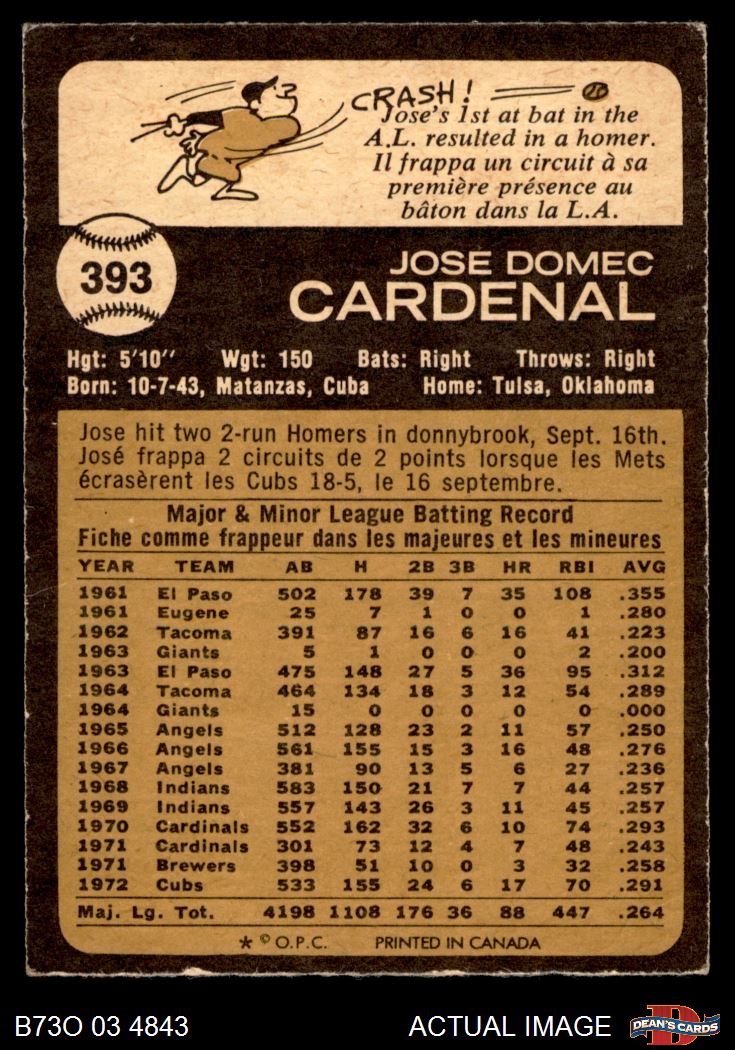 CRASH!
Jose's 1st at bat in the
A.L. resulted in a homer.
Il frappa un circuit à sa
première présence au
bâton dans la L.A.
393
JOSE DOMEC
CARDENAL
Hgt: 5'10'' Wgt: 150 Bats: Right Throws: Right
Born: 10-7-43, Matanzas, Cuba Home: Tulsa, Oklahoma
Jose hit two 2-run Homers in donnybrook, Sept. 16th.
José frappa 2 circuits de 2 points lorsque les Mets
écrasèrent les Cubs 18-5, le 16 septembre.
Major & Minor League Batting Record
Fiche comme frappeur dans les majeures et les mineures
YEAR TEAM AB H 2B 3B HR RBI AVG
1961 El Paso 502 178 39 7 35 108 .355
1961 Eugene 25 7 1 0 0 1 .280
1962 Tacoma 391 87 16 6 16 41 .223
1963 Giants 5 1 0 0 0 2 .200
1963 El Paso 475 148 27 5 36 95 .312
1964 Tacoma 464 134 18 3 12 54 .289
1964 Giants 15 0 0 0 0 0 .000
1965 Angels 512 128 23 2 11 57 .250
1966 Angels 561 155 15 3 16 48 .276
1967 Angels 381 90 13 5 6 27 .236
1968 Indians 583 150 21 7 7 44 .257
1969 Indians 557 143 26 3 11 45 .257
1970 Cardinals 552 162 32 6 10 74 .293
1971 Cardinals 301 73 12 4 7 48 .243
1971 Brewers 398 51 10 0 3 32 .258
1972 Cubs 533 155 24 6 17 70 .291
Maj. Lg. Tot. 4198 1108 176 36 88 447 .264
* © O.P.C. PRINTED IN CANADA
B73O 03 4843 ACTUAL IMAGE D DEAN'S CARDS